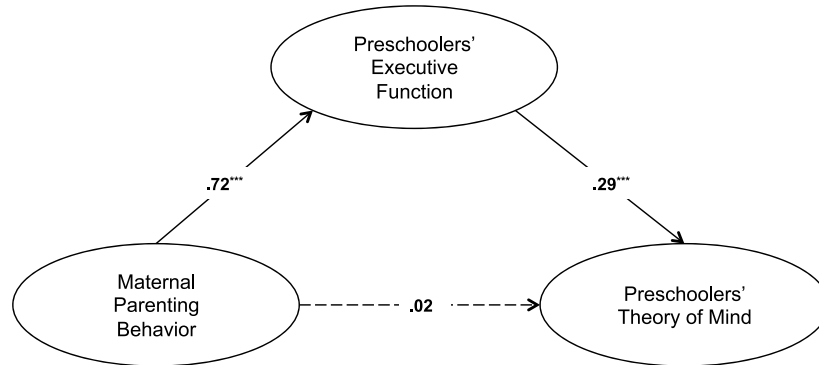 Preschoolers’
Executive
Function
.72***
.29***
Maternal
Parenting
Behavior
.02
Preschoolers’
Theory of Mind